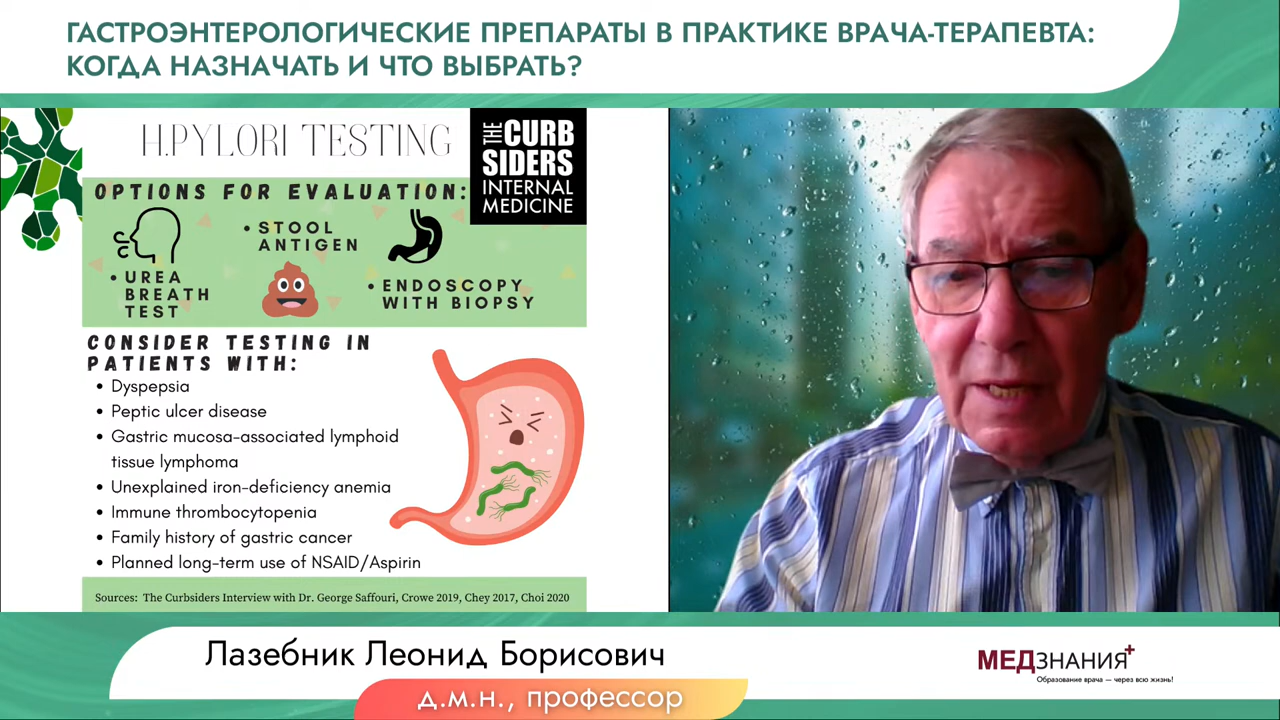 ГАСТРОЭНТЕРОЛОГИЧЕСКИЕ ПРЕПАРАТЫ В ПРАКТИКЕ ВРАЧА-ТЕРАПЕВТА:
КОГДА НАЗНАЧАТЬ И ЧТО ВЫБРАТЬ?
H.PYLORI TESTING
THE CURB
SIDERS
INTERNAL
MEDICINE
OPTIONS FOR EVALUATION:
• STOOL
ANTIGEN
• UREA
BREATH
TEST
• ENDOSCOPY
WITH BIOPSY
CONSIDER TESTING IN
PATIENTS WITH:
• Dyspepsia
• Peptic ulcer disease
• Gastric mucosa-associated lymphoid
tissue lymphoma
• Unexplained iron-deficiency anemia
• Immune thrombocytopenia
• Family history of gastric cancer
• Planned long-term use of NSAID/Aspirin
Sources: The Curbsiders Interview with Dr. George Saffouri, Crowe 2019, Chey 2017, Choi 2020
Лазебник Леонид Борисович
д.м.н., профессор
МЕДЗНАНИЯ+
Образование врача — через всю жизнь!